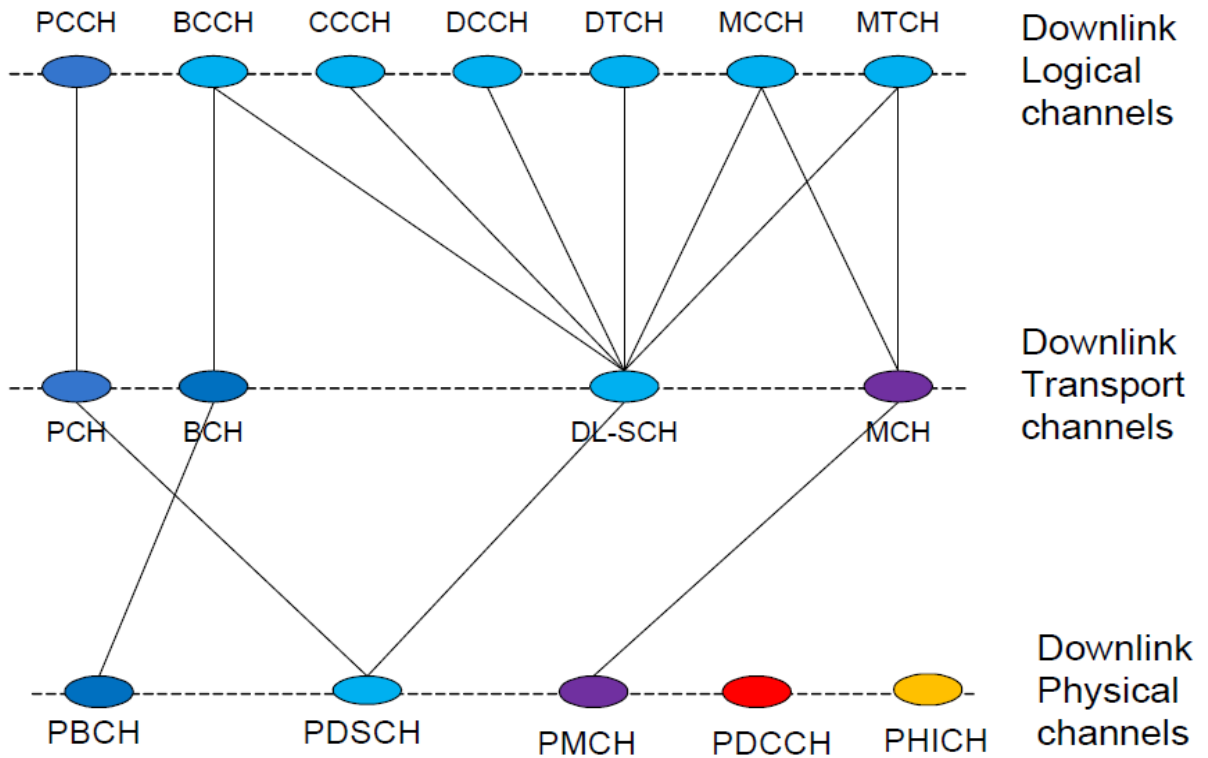 PCCH BCCH CCCH DCCH DTCH MCCH MTCH
Downlink
Logical
channels
PCH BCH DL-SCH MCH
Downlink
Transport
channels
PBCH PDSCH PMCH PDCCH PHICH
Downlink
Physical
channels